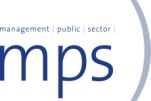 management ) public ) sector )
mps